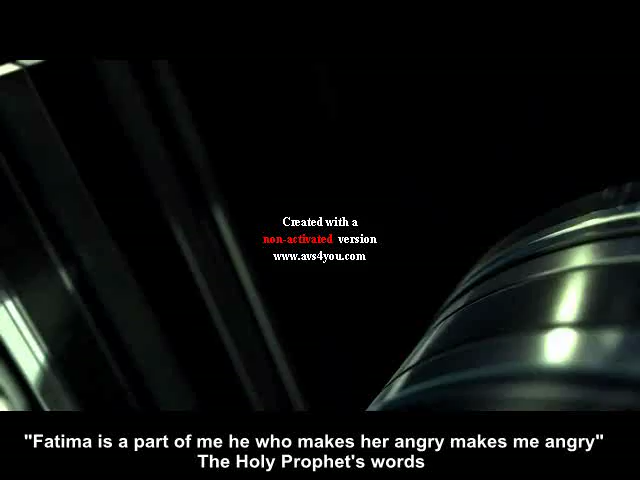 Created with a
non-activated version
www.avs4you.com
"Fatima is a part of me he who makes her angry makes me angry"
The Holy Prophet's words